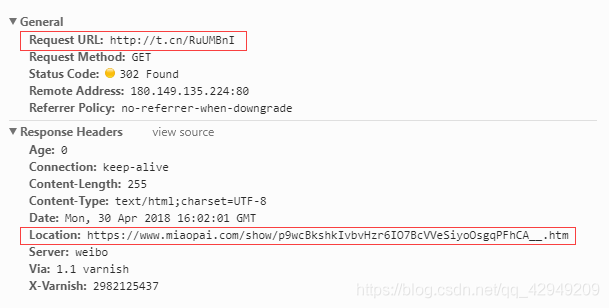 General
Request URL: http://t.cn/RuUMBnI
Request Method: GET
Status Code: 302 Found
Remote Address: 180.149.135.224:80
Referrer Policy: no-referrer-when-downgrade
Response Headers view source
Age: 0
Connection: keep-alive
Content-Length: 255
Content-Type: text/html;charset=UTF-8
Date: Mon, 30 Apr 2018 16:02:01 GMT
Location: https://www.miaopai.com/show/p9wcBkshkIvbvHzr6IO7BcVVeSiyoOsgqPFhCA__.htm
Server: weibo
Via: 1.1 varnish
X-Varnish: 2982125437
https://blog.csdn.net/qq_42949209